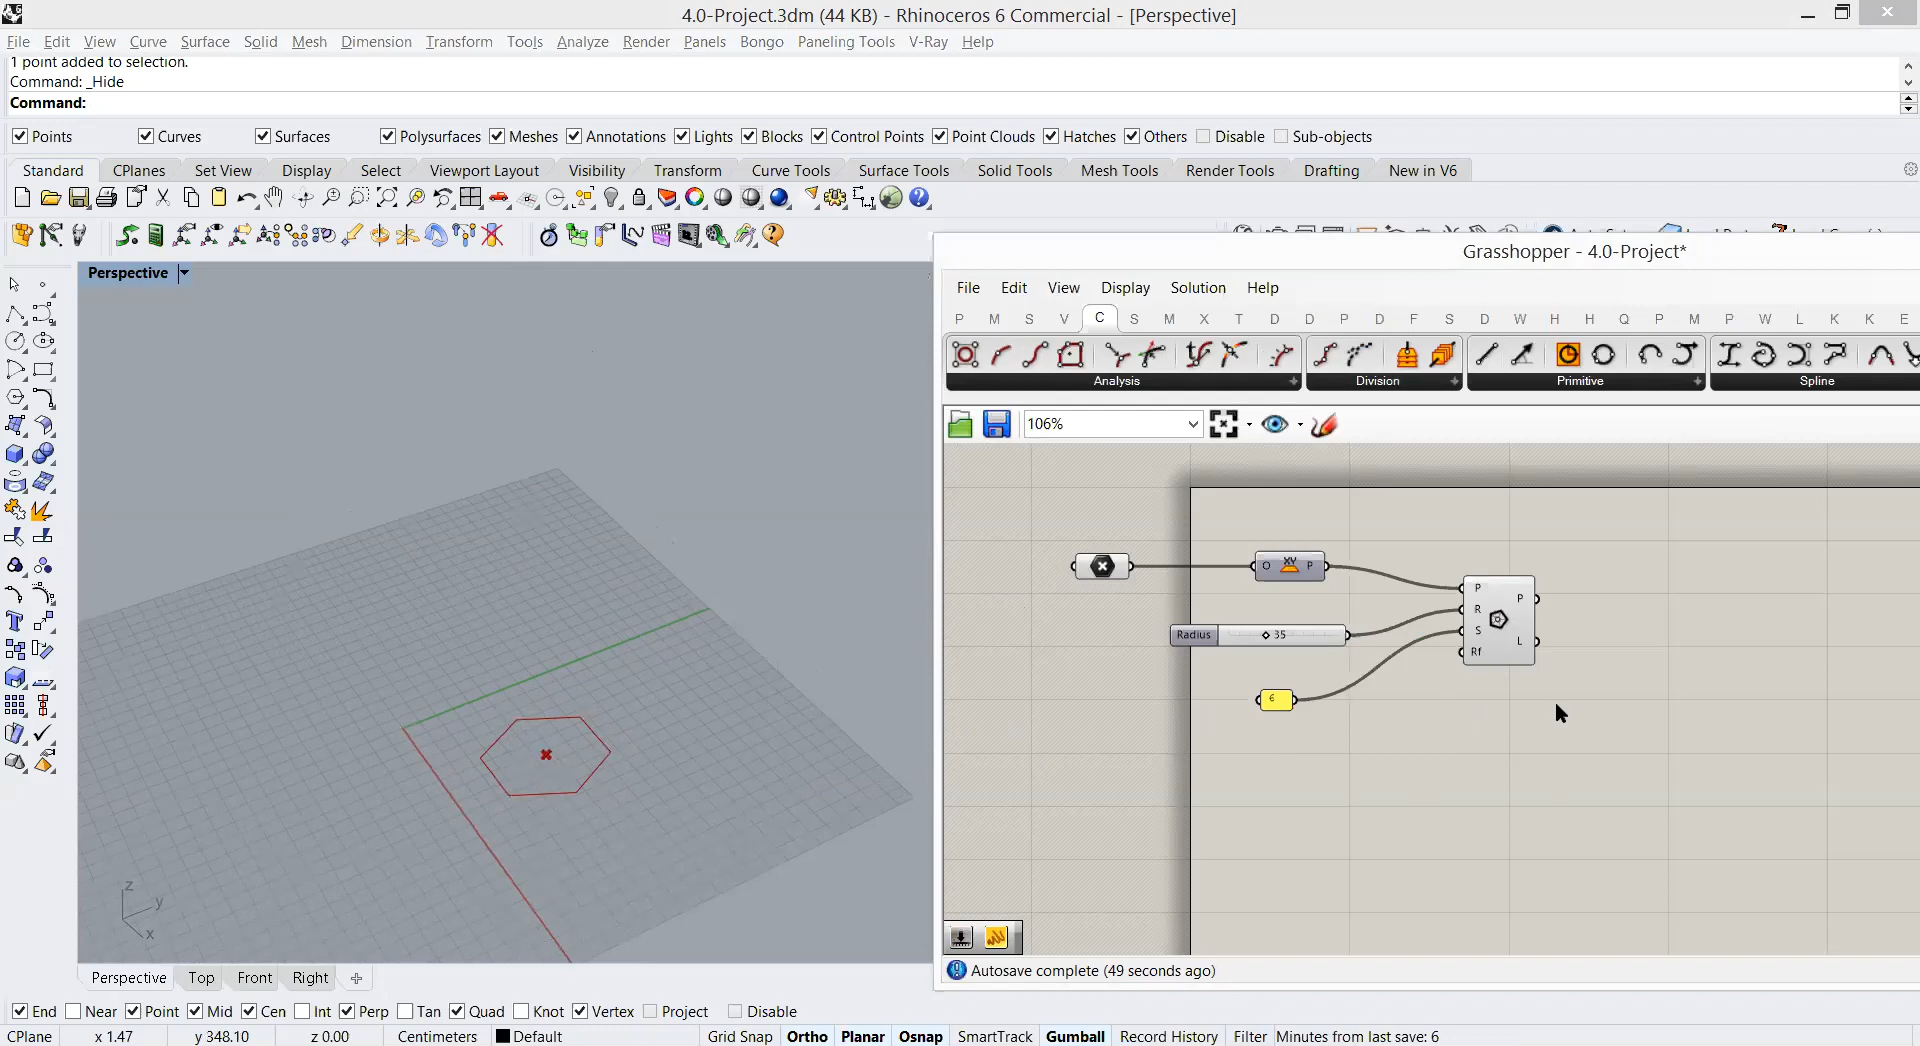 4.0-Project.3dm (44 KB) - Rhinoceros 6 Commercial - [Perspective]
File Edit View Curve Surface Solid Mesh Dimension Transform Tools Analyze Render Panels Bongo Paneling Tools V-Ray Help
1 point added to selection.
Command: _Hide
Command:
Points Curves Surfaces Polysurfaces Meshes Annotations Lights Blocks Control Points Point Clouds Hatches Others Disable Sub-objects
Standard CPlanes Set View Display Select Viewport Layout Visibility Transform Curve Tools Surface Tools Solid Tools Mesh Tools Render Tools Drafting New in V6
Perspective
Grasshopper - 4.0-Project*
File Edit View Display Solution Help
P M S V C S M X T D D P D F S D W H H Q P M P W L K K E
Analysis Division Primitive Spline
106%
O XY P
P
R
S
Rf
P
L
Radius 35
6
z
y
x
Autosave complete (49 seconds ago)
Perspective Top Front Right
End Near Point Mid Cen Int Perp Tan Quad Knot Vertex Project Disable
CPlane x 1.47 y 348.10 z 0.00 Centimeters Default Grid Snap Ortho Planar Osnap SmartTrack Gumball Record History Filter Minutes from last save: 6